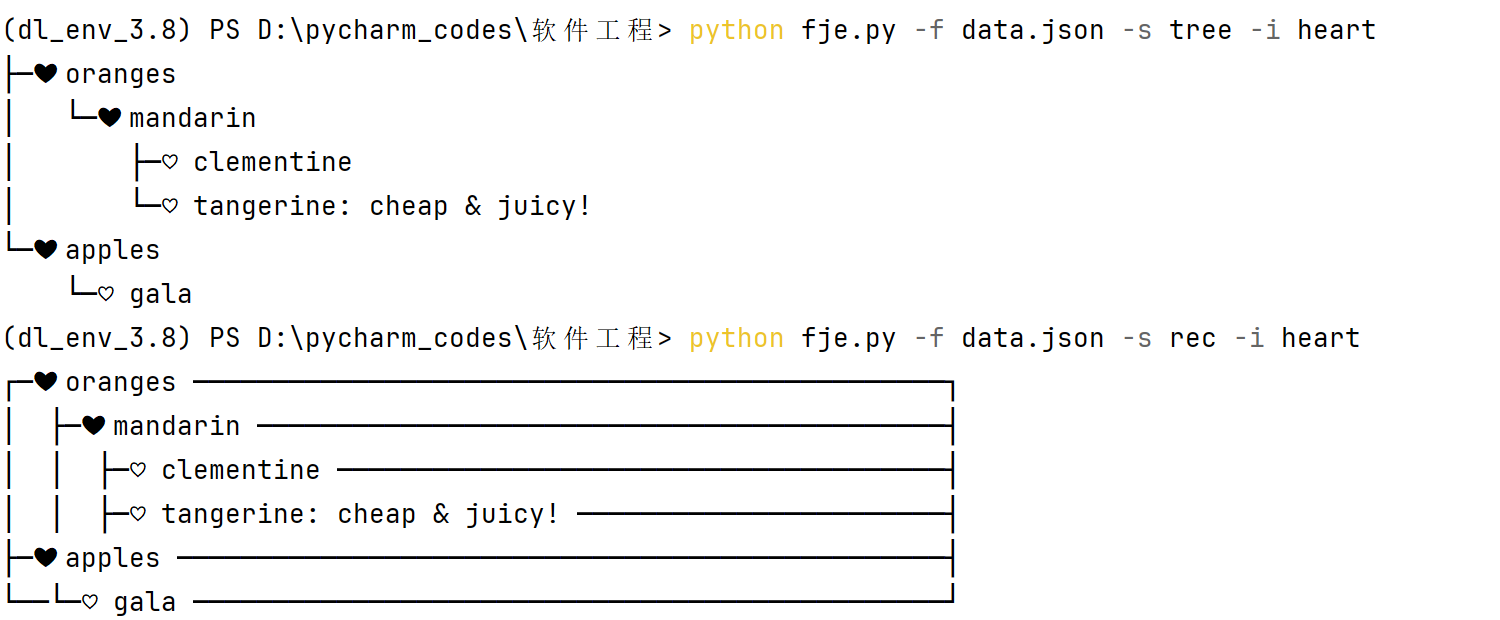 (dl_env_3.8) PS D:\pycharm_codes\软件工程> python fje.py -f data.json -s tree -i heart
├─♥ oranges
│   └─♥ mandarin
│       ├─♡ clementine
│       └─♡ tangerine: cheap & juicy!
└─♥ apples
    └─♡ gala
(dl_env_3.8) PS D:\pycharm_codes\软件工程> python fje.py -f data.json -s rec -i heart
┌─♥ oranges ───────────────────────────────────────────────┐
│  ├─♥ mandarin ───────────────────────────────────────────┤
│  │  ├─♡ clementine ──────────────────────────────────────┤
│  │  ├─♡ tangerine: cheap & juicy! ───────────────────────┤
├─♥ apples ────────────────────────────────────────────────┤
└──└─♡ gala ───────────────────────────────────────────────┘